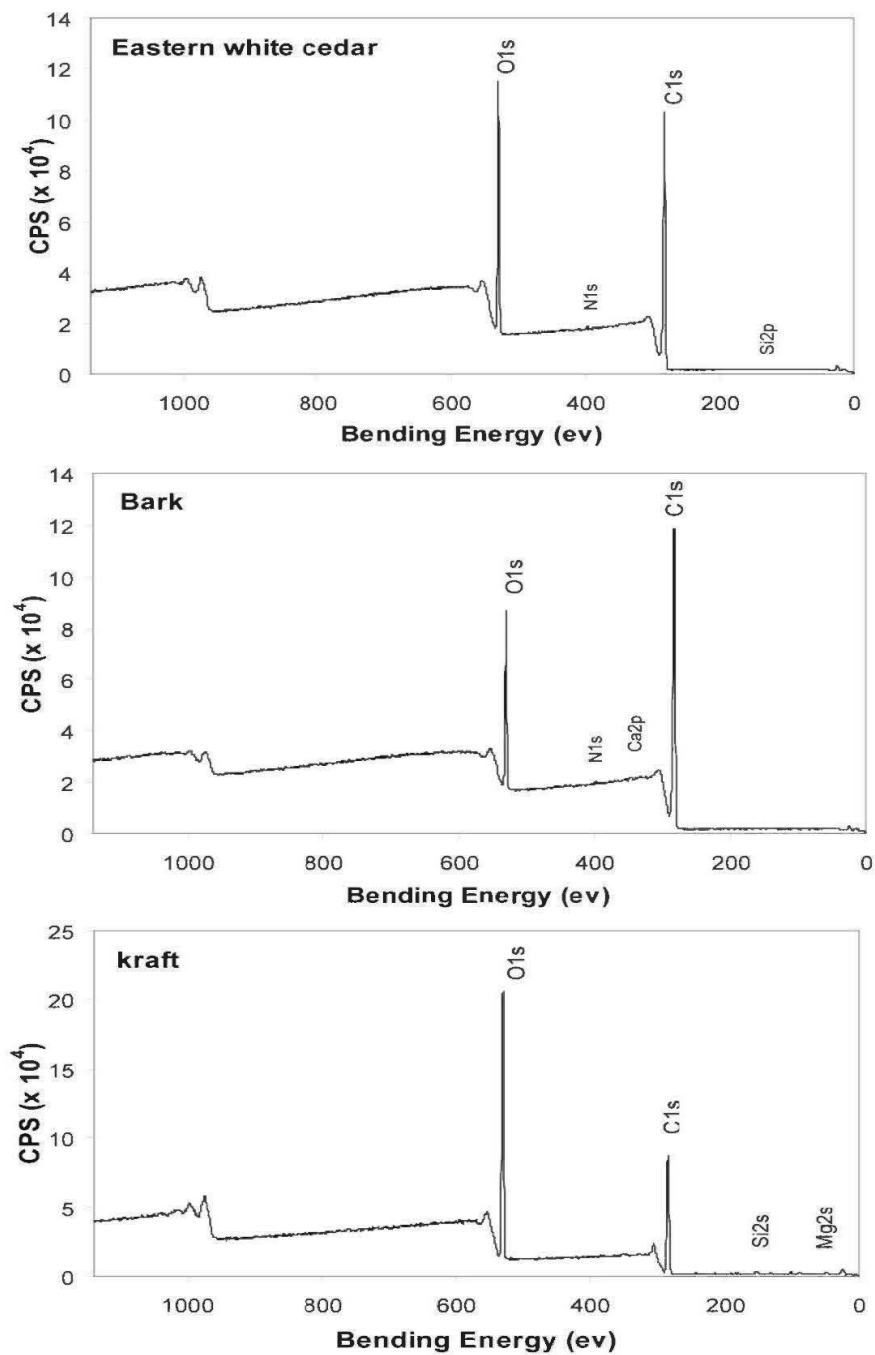 14
Eastern white cedar
O1s
C1s
12
10
8
6
4
2
0
CPS (x 10⁴)
N1s
Si2p
1000 800 600 400 200 0
Bending Energy (ev)
14
Bark
C1s
12
O1s
10
8
6
4
2
0
CPS (x 10⁴)
N1s
Ca2p
1000 800 600 400 200 0
Bending Energy (ev)
25
kraft
O1s
20
15
10
5
0
CPS (x 10⁴)
C1s
Si2s
Mg2s
1000 800 600 400 200 0
Bending Energy (ev)